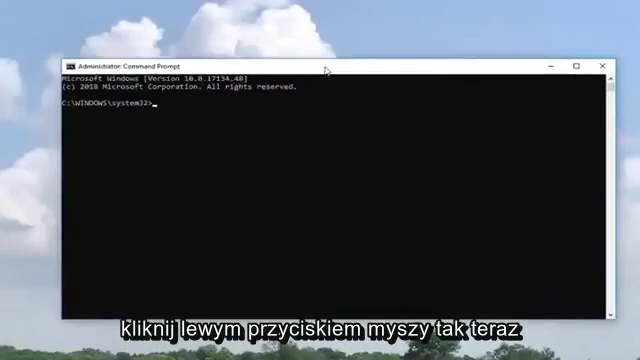 Administrator: Command Prompt
Microsoft Windows [Version 10.0.17134.48]
(c) 2018 Microsoft Corporation. All rights reserved.
C:\WINDOWS\system32>
kliknij lewym przyciskiem myszy tak teraz